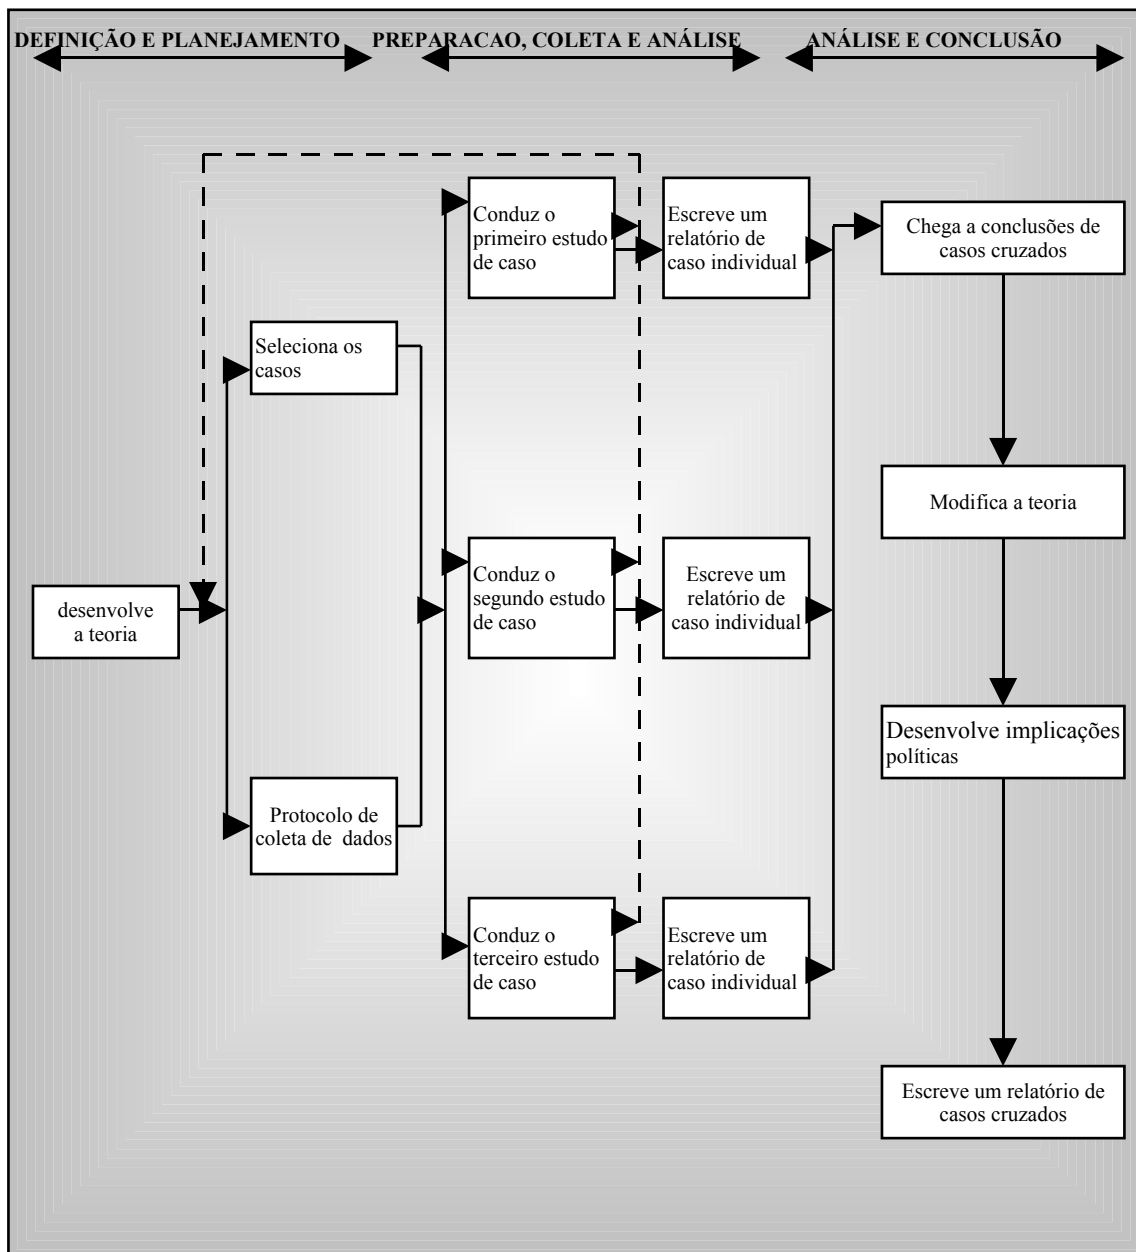 DEFINIÇÃO E PLANEJAMENTO
PREPARACAO, COLETA E ANÁLISE
ANÁLISE E CONCLUSÃO
desenvolve
a teoria
Seleciona os
casos
Protocolo de
coleta de dados
Conduz o
primeiro estudo
de caso
Escreve um
relatório de
caso individual
Conduz o
segundo estudo
de caso
Escreve um
relatório de
caso individual
Conduz o
terceiro estudo
de caso
Escreve um
relatório de
caso individual
Chega a conclusões de
casos cruzados
Modifica a teoria
Desenvolve implicações
políticas
Escreve um relatório de
casos cruzados